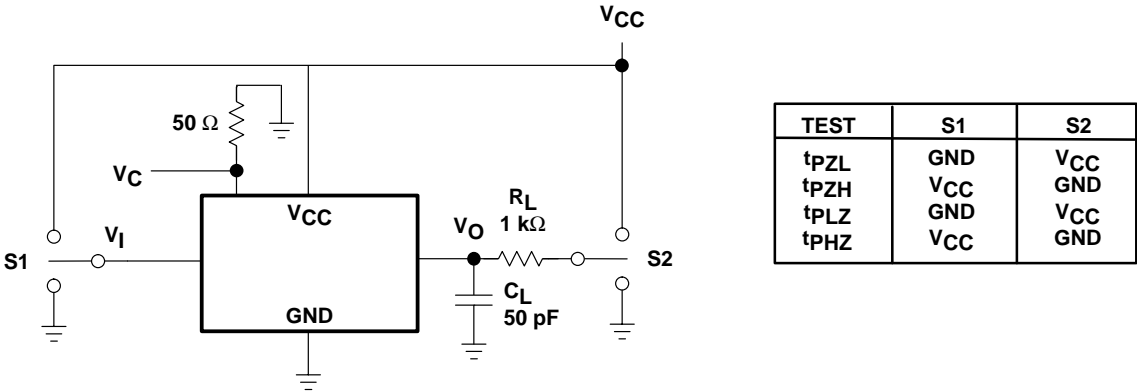 VCC
50 Ω
VC
VCC
RL
1 kΩ
VI
VO
S1
S2
CL
50 pF
GND
TEST S1 S2
tPZL GND VCC
tPZH VCC GND
tPLZ GND VCC
tPHZ VCC GND